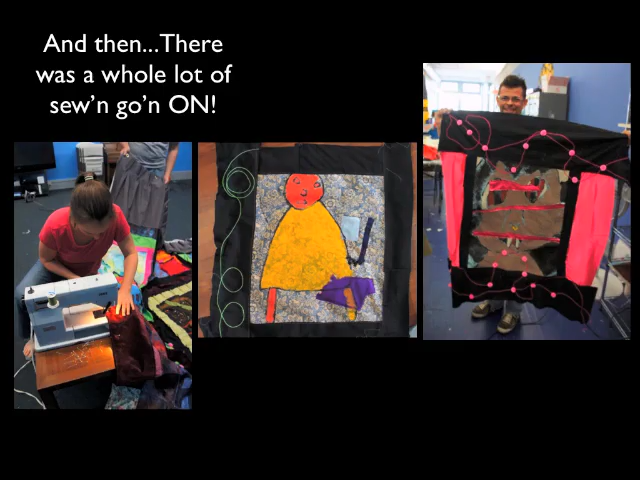 And then...There
was a whole lot of
sew’n go’n ON!